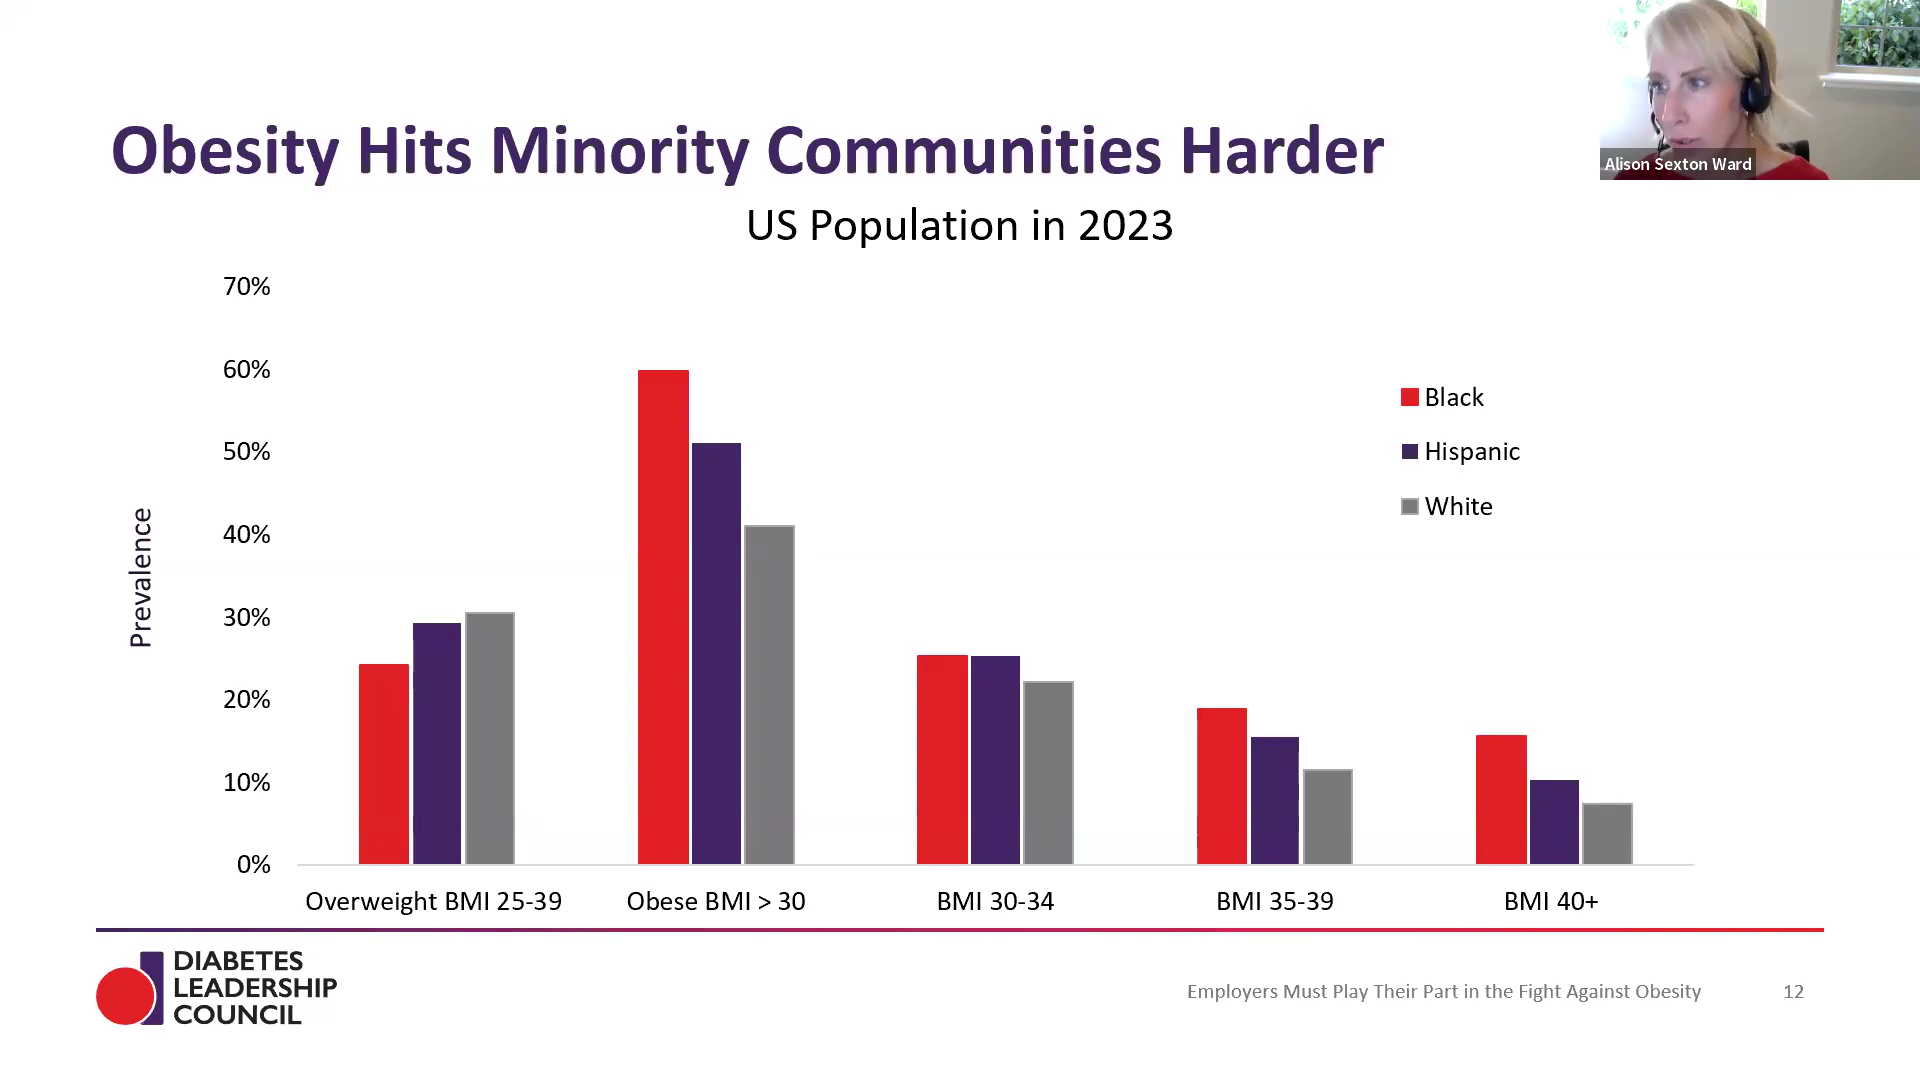 Obesity Hits Minority Communities Harder
Alison Sexton Ward
US Population in 2023
70%
60%
50%
40%
30%
20%
10%
0%
Prevalence
Black
Hispanic
White
Overweight BMI 25-39
Obese BMI > 30
BMI 30-34
BMI 35-39
BMI 40+
DIABETES
LEADERSHIP
COUNCIL
Employers Must Play Their Part in the Fight Against Obesity
12